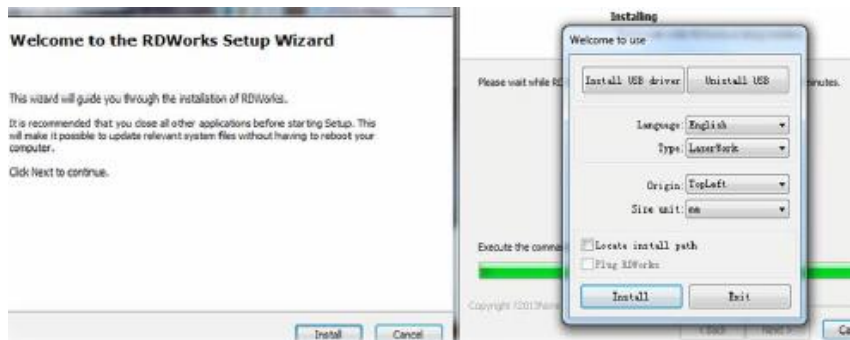 Welcome to the RDWorks Setup Wizard
This wizard will guide you through the installation of RDWorks.
It is recommended that you close all other applications before starting Setup. This
will make it possible to update relevant system files without having to reboot your
computer.
Click Next to continue.
Install
Cancel
Installing
Please wait while
minutes.
Execute the comma
Welcome to use
Install USB driver
Unistall USB
Language: English
Type: LaserWork
Origin: TopLeft
Size unit: mm
Locate install path
Plug RDWorks
Install
Exit
< Back
Next >
Ca